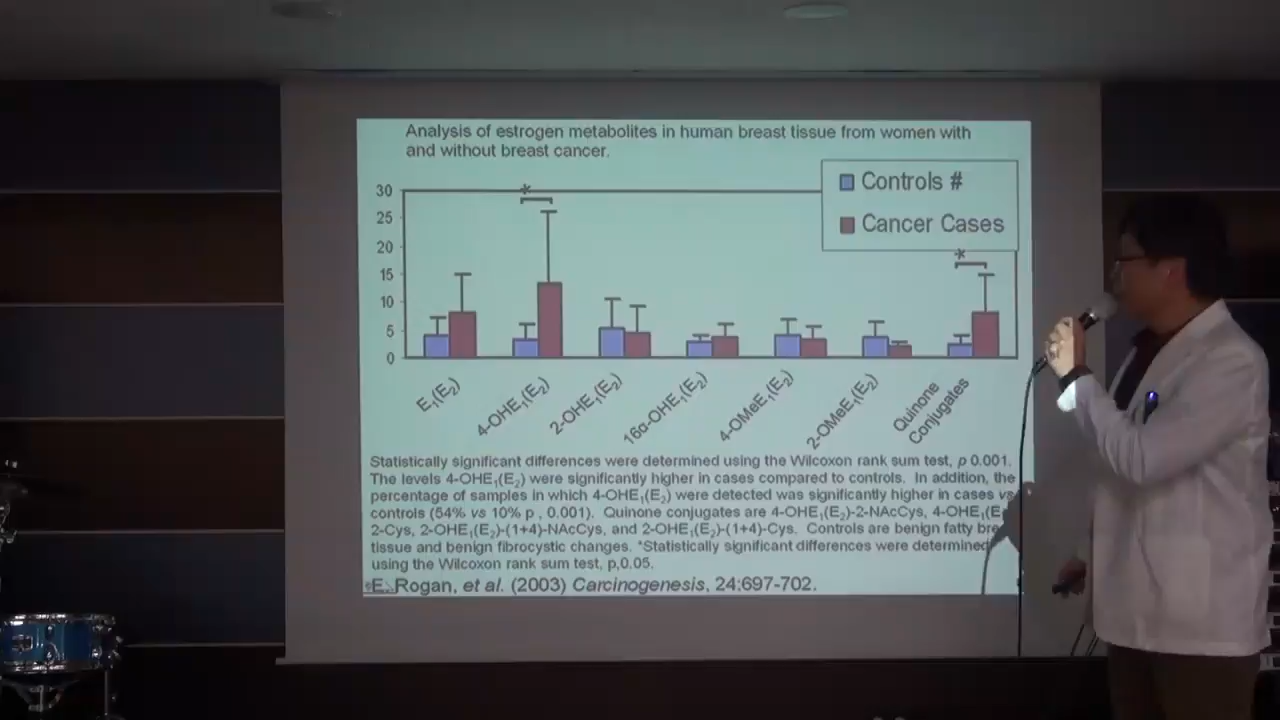 Analysis of estrogen metabolites in human breast tissue from women with
and without breast cancer.
Controls #
Cancer Cases
30
25
20
15
10
5
0
*
*
E₁(E₂)
4-OHE₁(E₂)
2-OHE₁(E₂)
16α-OHE₁(E₂)
4-OMeE₁(E₂)
2-OMeE₁(E₂)
Quinone
Conjugates
Statistically significant differences were determined using the Wilcoxon rank sum test, p 0.001.
The levels 4-OHE₁(E₂) were significantly higher in cases compared to controls. In addition, the
percentage of samples in which 4-OHE₁(E₂) were detected was significantly higher in cases vs
controls (54% vs 10% p , 0.001). Quinone conjugates are 4-OHE₁(E₂)-2-NAcCys, 4-OHE₁(E
2-Cys, 2-OHE₁(E₂)-(1+4)-NAcCys, and 2-OHE₁(E₂)-(1+4)-Cys. Controls are benign fatty bre
tissue and benign fibrocystic changes. *Statistically significant differences were determined
using the Wilcoxon rank sum test, p,0.05.
E. Rogan, et al. (2003) Carcinogenesis, 24:697-702.